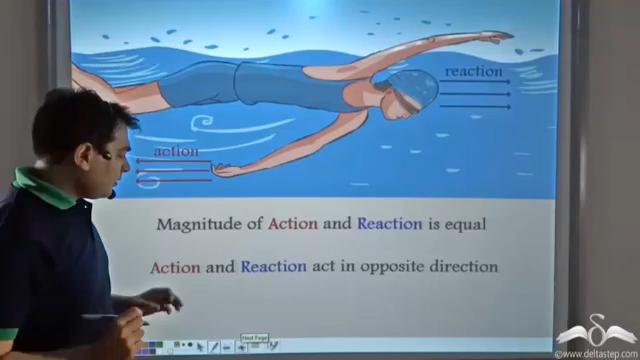 reaction
action
Magnitude of Action and Reaction is equal
Action and Reaction act in opposite direction
Next Page
©www.deltastep.com